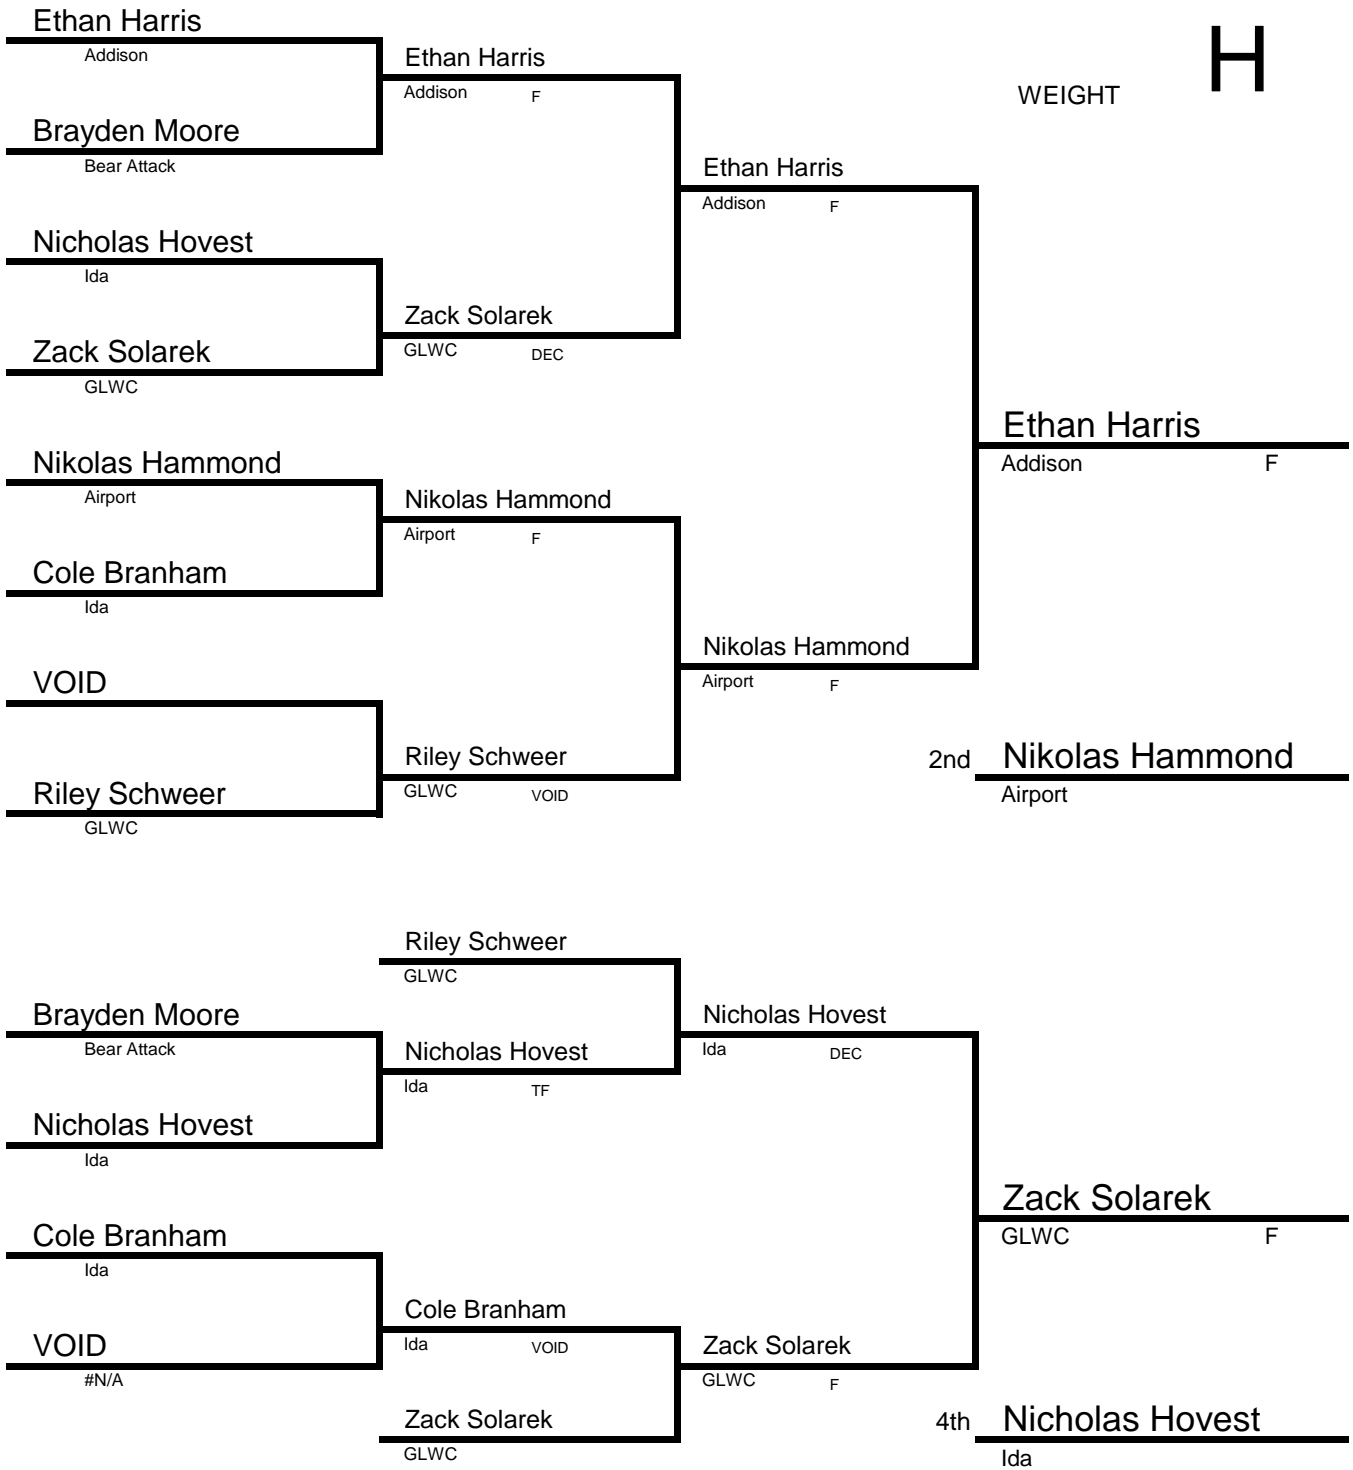 Ethan Harris
Addison
Ethan Harris
Addison F
H
WEIGHT
Brayden Moore
Bear Attack
Ethan Harris
Addison F
Nicholas Hovest
Ida
Zack Solarek
GLWC DEC
Zack Solarek
GLWC
Ethan Harris
Addison F
Nikolas Hammond
Airport
Nikolas Hammond
Airport F
Cole Branham
Ida
Nikolas Hammond
Airport F
VOID
Riley Schweer
GLWC VOID
2nd Nikolas Hammond
Airport
Riley Schweer
GLWC
Riley Schweer
GLWC
Brayden Moore
Bear Attack
Nicholas Hovest
Ida DEC
Nicholas Hovest
Ida TF
Nicholas Hovest
Ida
Zack Solarek
GLWC F
Cole Branham
Ida
Cole Branham
Ida VOID
VOID
#N/A
Zack Solarek
GLWC F
Zack Solarek
GLWC
4th Nicholas Hovest
Ida